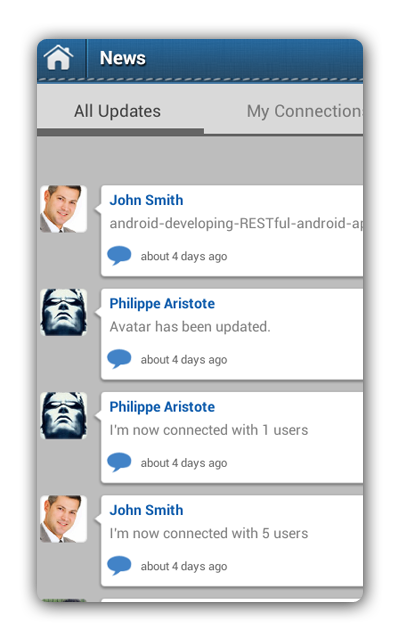 News
All Updates
My Connections
John Smith
android-developing-RESTful-android-ap
about 4 days ago
Philippe Aristote
Avatar has been updated.
about 4 days ago
Philippe Aristote
I'm now connected with 1 users
about 4 days ago
John Smith
I'm now connected with 5 users
about 4 days ago